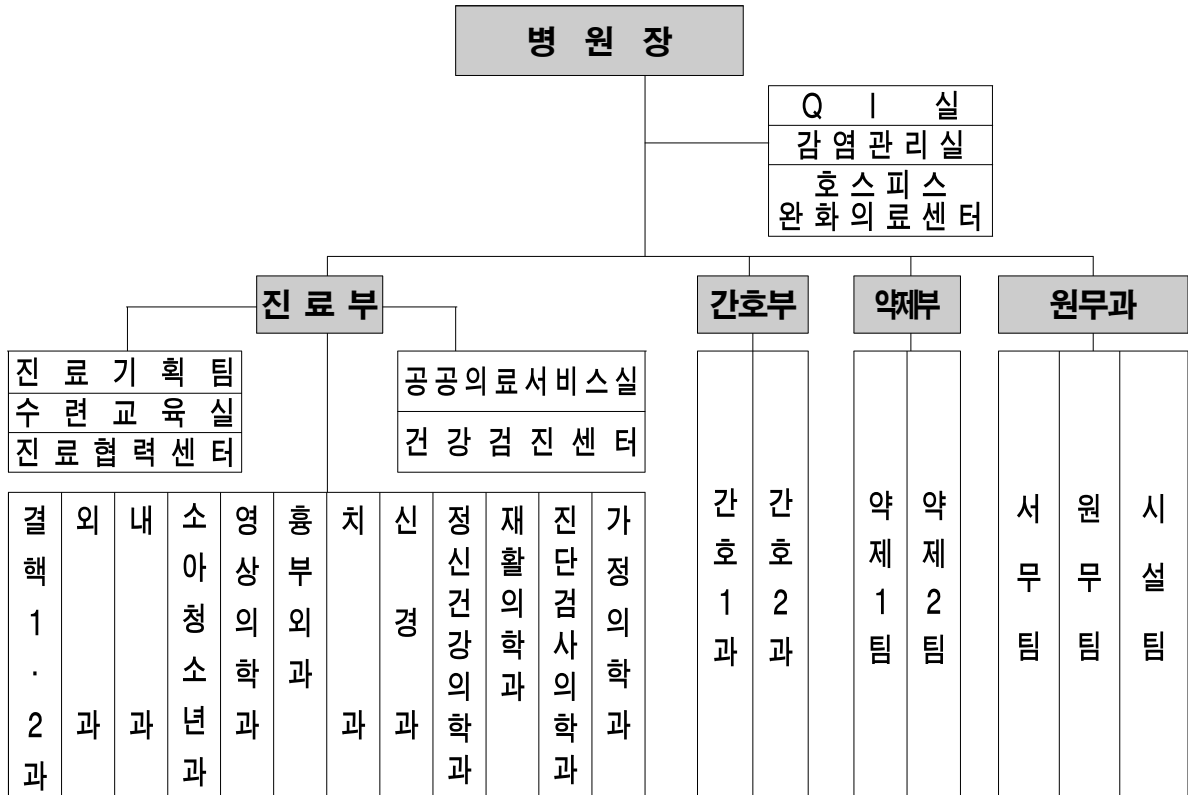 병 원 장
Q I 실
감염관리실
호스피스
완화의료센터
진료부
간호부
약제부
원무과
진료기획팀
수련교육실
진료협력센터
공공의료서비스실
건강검진센터
결핵1·2과
외과
내과
소아청소년과
영상의학과
흉부외과
치과
신경과
정신건강의학과
재활의학과
진단검사의학과
가정의학과
간호1과
간호2과
약제1팀
약제2팀
서무팀
원무팀
시설팀